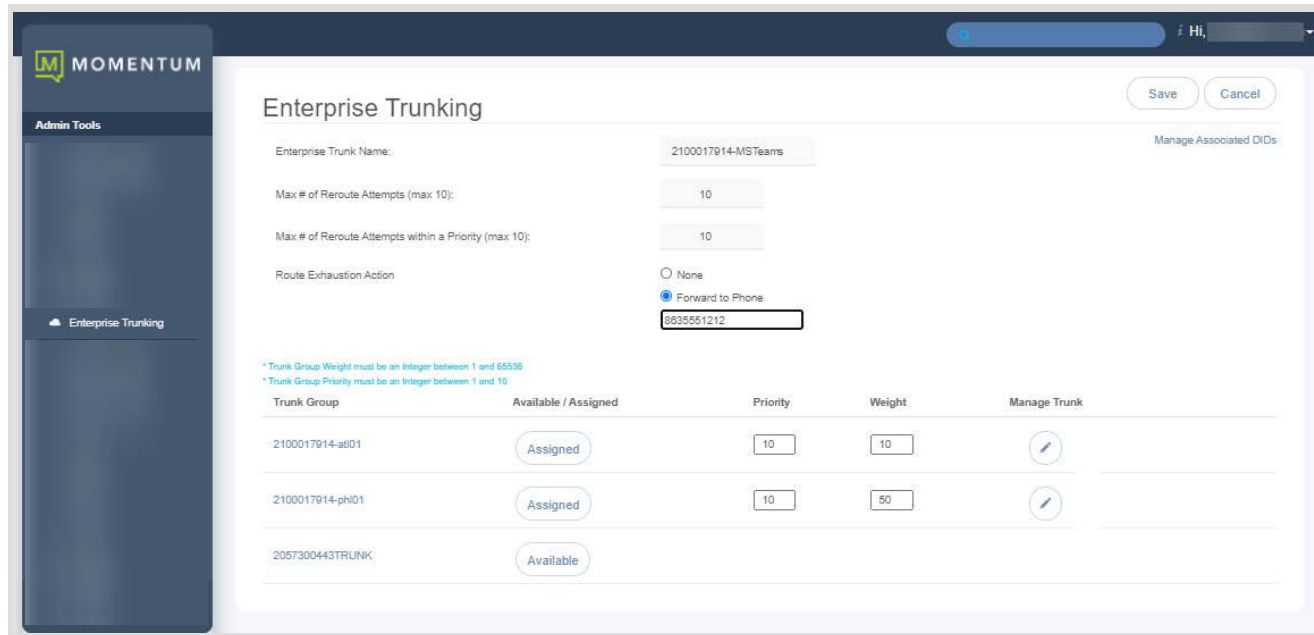 Hi,
M MOMENTUM
Admin Tools
Enterprise Trunking
Enterprise Trunking
Save
Cancel
Manage Associated DIDs
Enterprise Trunk Name:
2100017914-MSTeams
Max # of Reroute Attempts (max 10):
10
Max # of Reroute Attempts within a Priority (max 10):
10
Route Exhaustion Action
None
Forward to Phone
8635551212
* Trunk Group Weight must be an Integer between 1 and 65536
* Trunk Group Priority must be an Integer between 1 and 10
Trunk Group Available / Assigned Priority Weight Manage Trunk
2100017914-atl01 Assigned 10 10
2100017914-phl01 Assigned 10 50
2057300443TRUNK Available